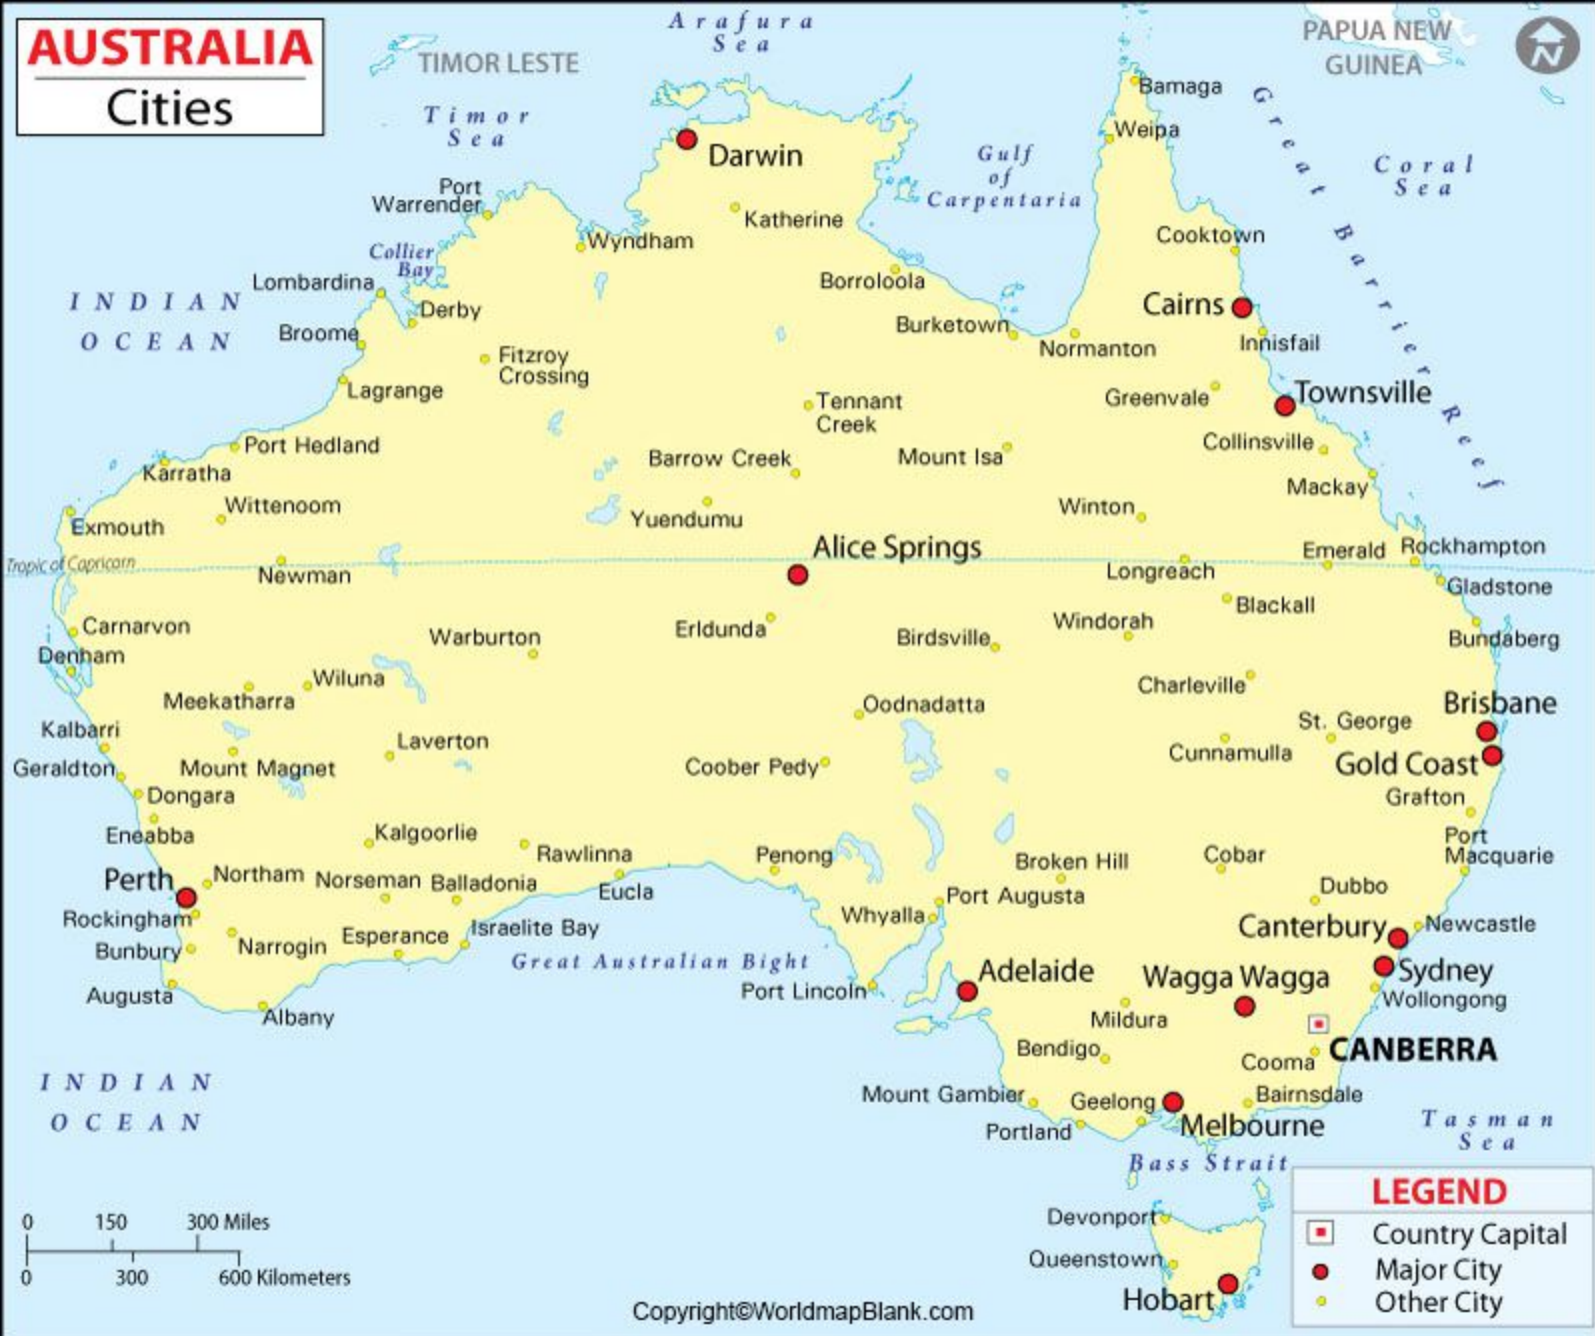 AUSTRALIA
Cities
Arafura
Sea
PAPUA NEW
GUINEA
N
TIMOR LESTE
Timor
Sea
Bamaga
Weipa
Great Barrier Reef
Coral
Sea
Darwin
Gulf
of
Carpentaria
Port
Warrender
Katherine
Wyndham
Cooktown
Collier
Bay
Lombardina
Borroloola
INDIAN
OCEAN
Derby
Cairns
Broome
Burketown
Normanton
Innisfail
Fitzroy
Crossing
Lagrange
Greenvale
Townsville
Tennant
Creek
Port Hedland
Collinsville
Karratha
Barrow Creek
Mount Isa
Mackay
Wittenoom
Winton
Exmouth
Yuendumu
Alice Springs
Emerald
Rockhampton
Tropic of Capricorn
Newman
Longreach
Gladstone
Blackall
Carnarvon
Warburton
Erldunda
Birdsville
Windorah
Bundaberg
Denham
Wiluna
Meekatharra
Charleville
Oodnadatta
Brisbane
Kalbarri
St. George
Laverton
Cunnamulla
Geraldton
Mount Magnet
Coober Pedy
Gold Coast
Dongara
Grafton
Eneabba
Kalgoorlie
Port
Macquarie
Rawlinna
Penong
Broken Hill
Cobar
Perth
Northam
Norseman
Balladonia
Eucla
Port Augusta
Dubbo
Rockingham
Whyalla
Canterbury
Newcastle
Bunbury
Narrogin
Esperance
Israelite Bay
Great Australian Bight
Augusta
Port Lincoln
Adelaide
Wagga Wagga
Sydney
Wollongong
Albany
Mildura
Bendigo
Cooma
CANBERRA
INDIAN
OCEAN
Mount Gambier
Geelong
Bairnsdale
Portland
Melbourne
Tasman
Sea
Bass Strait
LEGEND
Country Capital
Major City
Other City
Devonport
Queenstown
Hobart
0 150 300 Miles
0 300 600 Kilometers
Copyright©WorldmapBlank.com